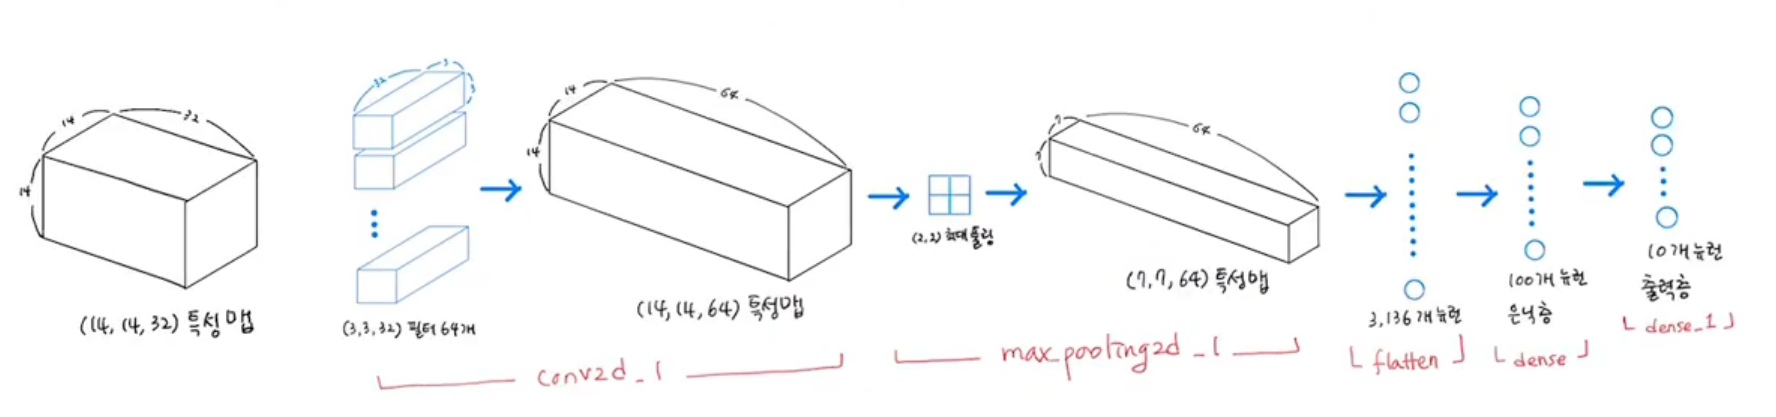 14
32
14
(14, 14, 32) 특성 맵
32
3
3
(3,3,32) 필터 64개
14
64
14
(14, 14, 64) 특성맵
conv2d_1
(2,2) 최대 풀링
7
64
7
(7, 7, 64) 특성맵
max_pooling2d_1
3,136개 뉴런
flatten
100개 뉴런
은닉층
dense
10개 뉴런
출력층
dense_1